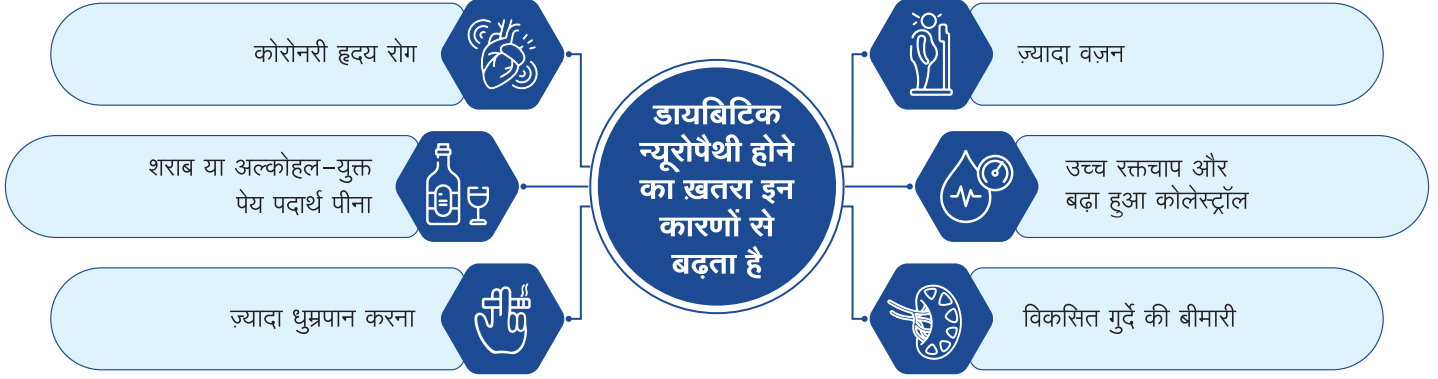 कोरोनरी हृदय रोग
शराब या अल्कोहल-युक्त
पेय पदार्थ पीना
ज़्यादा धुम्रपान करना
डायबिटिक
न्यूरोपैथी होने
का ख़तरा इन
कारणों से
बढ़ता है
ज़्यादा वज़न
उच्च रक्तचाप और
बढ़ा हुआ कोलेस्ट्रॉल
विकसित गुर्दे की बीमारी